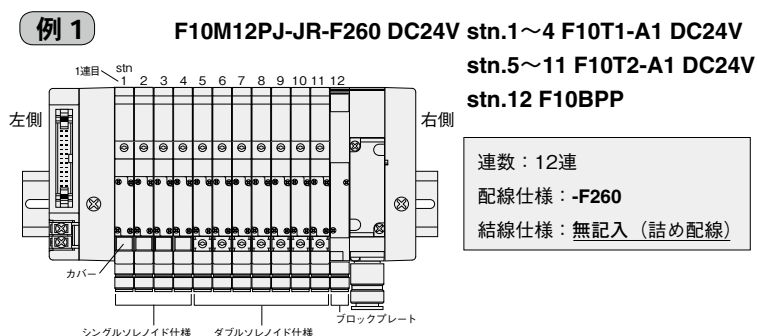 例 1
F10M12PJ-JR-F260 DC24V stn.1～4 F10T1-A1 DC24V
stn.5～11 F10T2-A1 DC24V
stn.12 F10BPP
1連目 stn
1 2 3 4 5 6 7 8 9 10 11 12
左側
右側
連数：12連
配線仕様：-F260
結線仕様：無記入（詰め配線）
カバー
ブロックプレート
シングルソレノイド仕様 ダブルソレノイド仕様